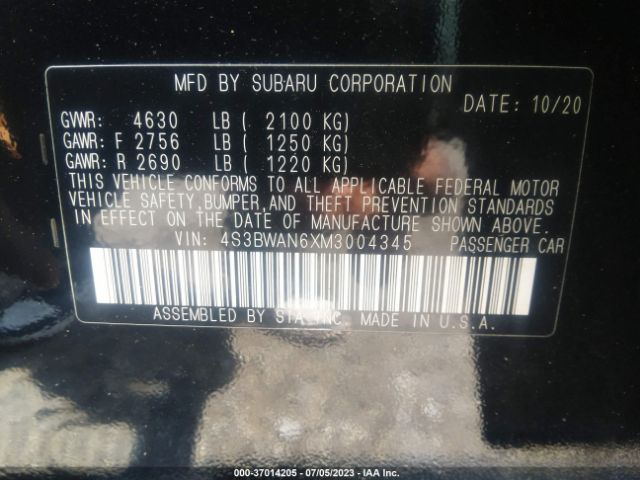 MFD BY SUBARU CORPORATION
DATE: 10/20
GVWR: 4630 LB ( 2100 KG)
GAWR: F 2756 LB ( 1250 KG)
GAWR: R 2690 LB ( 1220 KG)
THIS VEHICLE CONFORMS TO ALL APPLICABLE FEDERAL MOTOR
VEHICLE SAFETY,BUMPER,AND THEFT PREVENTION STANDARDS
IN EFFECT ON THE DATE OF MANUFACTURE SHOWN ABOVE.
VIN: 4S3BWAN6XM3004345 PASSENGER CAR
ASSEMBLED BY SIA,INC. MADE IN U.S.A.
000-37014205 - 07/05/2023 - IAA Inc.